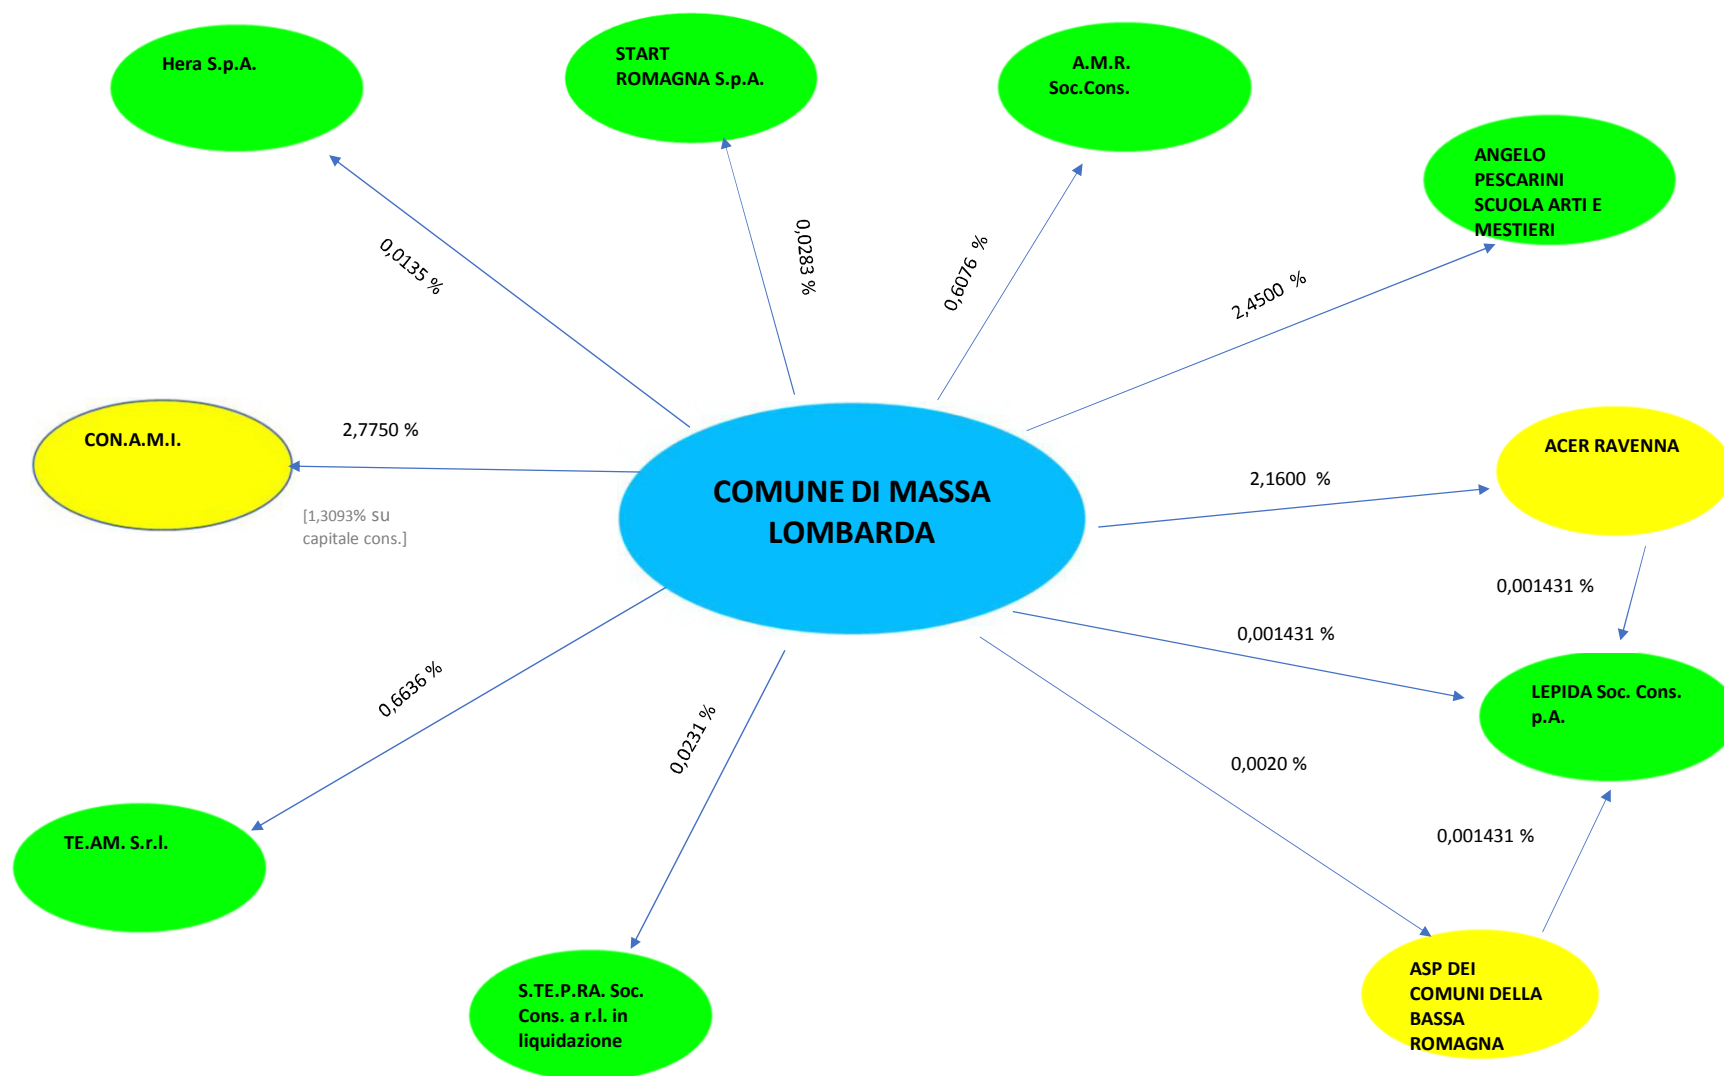 Hera S.p.A.
START
ROMAGNA S.p.A.
A.M.R.
Soc.Cons.
ANGELO
PESCARINI
SCUOLA ARTI E
MESTIERI
0,0135 %
0,0283 %
0,6076 %
2,4500 %
CON.A.M.I.
2,7750 %
[1,3093% su
capitale cons.]
COMUNE DI MASSA
LOMBARDA
ACER RAVENNA
2,1600 %
0,001431 %
0,001431 %
LEPIDA Soc. Cons.
p.A.
0,6636 %
0,0231 %
0,0020 %
0,001431 %
TE.AM. S.r.l.
S.TE.P.RA. Soc.
Cons. a r.l. in
liquidazione
ASP DEI
COMUNI DELLA
BASSA
ROMAGNA